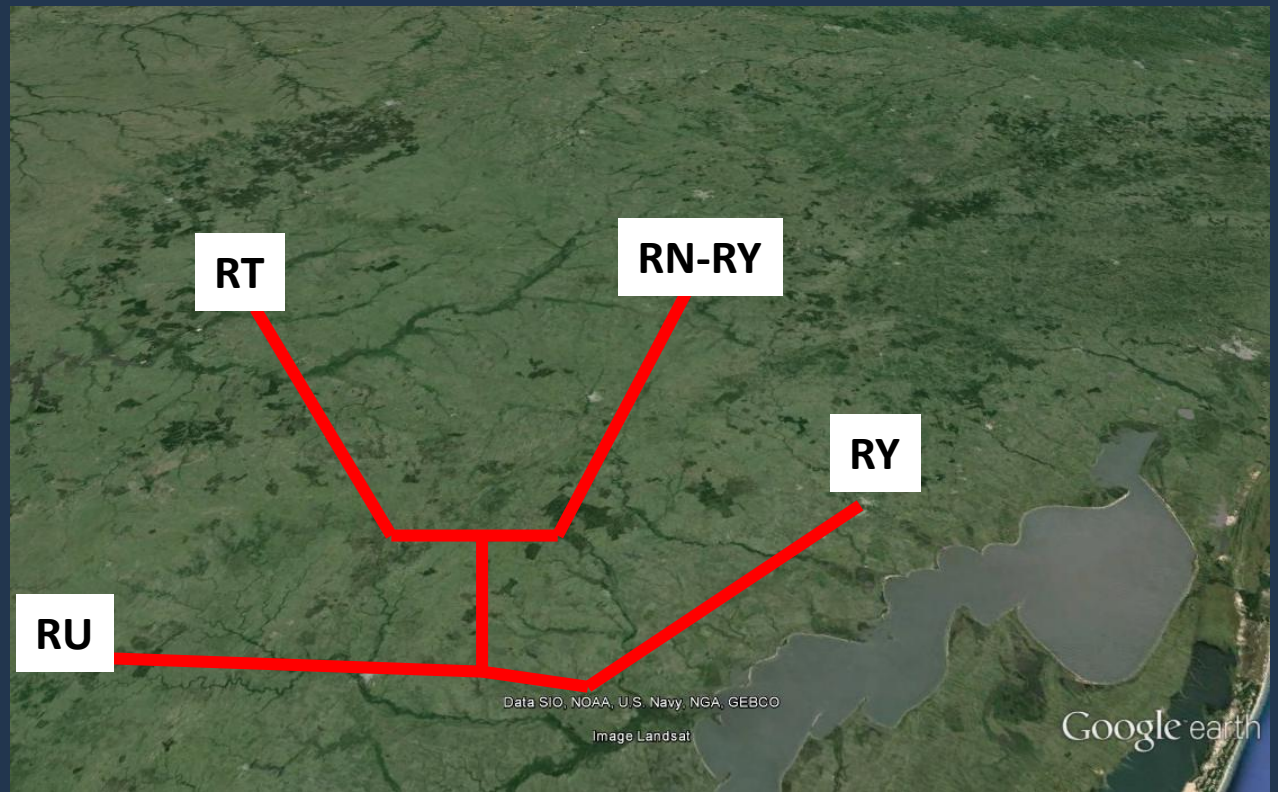 RT
RN-RY
RY
RU
Data SIO, NOAA, U.S. Navy, NGA, GEBCO
Image Landsat
Google earth